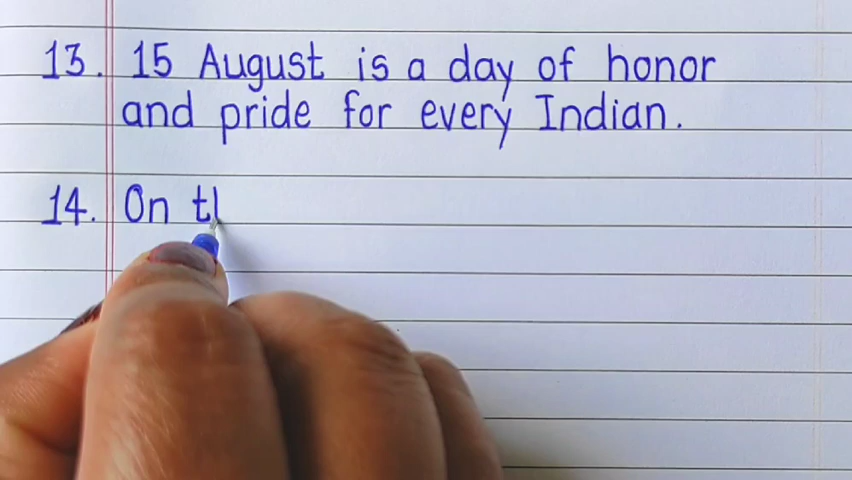 13. 15 August is a day of honor
and pride for every Indian.
14. On